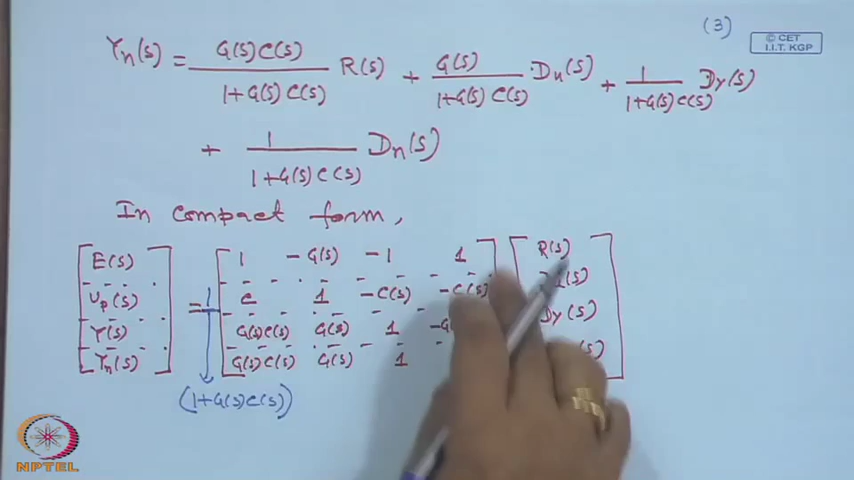 (3)
© CET
I.I.T. KGP
Yn(s) = G(s)C(s) / 1+G(s)C(s) R(s) + G(s) / 1+G(s)C(s) Du(s) + 1 / 1+G(s)C(s) Dy(s)
+ 1 / 1+G(s)C(s) Dn(s)
In compact form,
[E(s) Up(s) Y(s) Yn(s)] = 1 / (1+G(s)C(s))
1 -G(s) -1 1
C 1 -C(s) -C(s)
G(s)C(s) G(s) 1 -G
G(s)C(s) G(s) 1
R(s)
(s)
Dy(s)
(s)
NPTEL